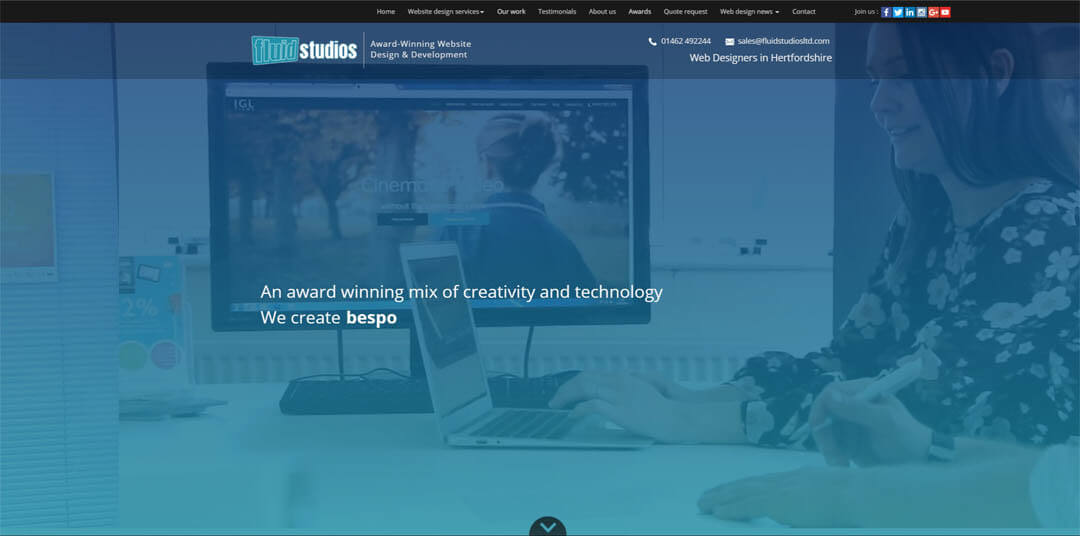 Home Website design services Our work Testimonials About us Awards Quote request Web design news Contact Join us :
fluid studios
Award-Winning Website
Design & Development
01462 492244 sales@fluidstudiosltd.com
Web Designers in Hertfordshire
IGL
Cinema Video
2%
An award winning mix of creativity and technology
We create bespo